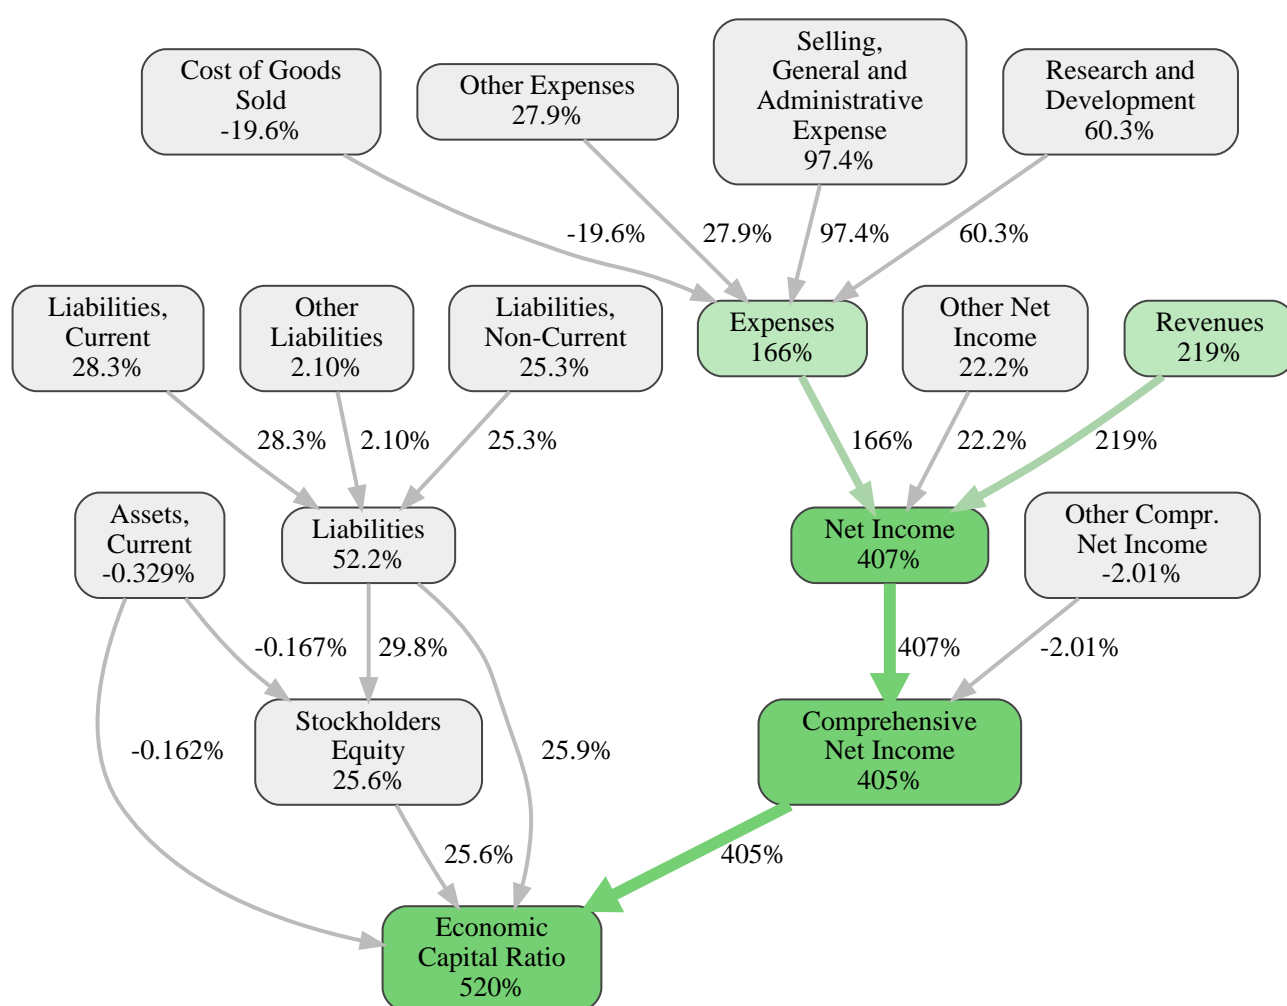 Cost of Goods
Sold
-19.6%
Other Expenses
27.9%
Selling,
General and
Administrative
Expense
97.4%
Research and
Development
60.3%
-19.6%
27.9%
97.4%
60.3%
Liabilities,
Current
28.3%
Other
Liabilities
2.10%
Liabilities,
Non-Current
25.3%
Expenses
166%
Other Net
Income
22.2%
Revenues
219%
28.3%
2.10%
25.3%
166%
22.2%
219%
Assets,
Current
-0.329%
Liabilities
52.2%
Net Income
407%
Other Compr.
Net Income
-2.01%
-0.167%
29.8%
407%
-2.01%
Stockholders
Equity
25.6%
Comprehensive
Net Income
405%
-0.162%
25.9%
25.6%
405%
Economic
Capital Ratio
520%